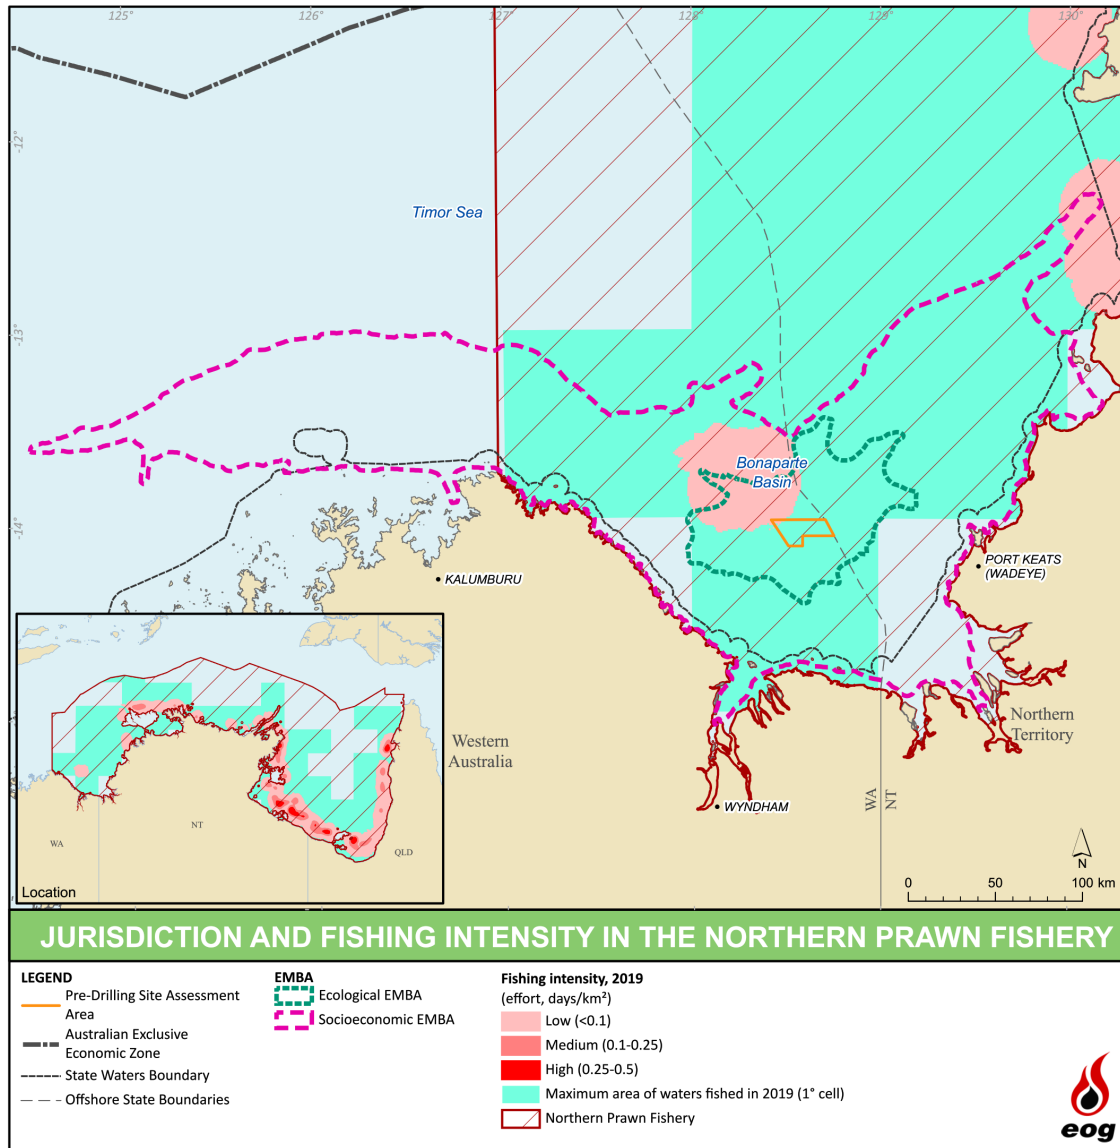 125°
126°
127°
128°
129°
130°
-12°
Timor Sea
-13°
Bonaparte
Basin
-14°
KALUMBURU
PORT KEATS
(WADEYE)
Western
Australia
Northern
Territory
WA
NT
WYNDHAM
WA
NT
QLD
Location
N
0
50
100 km
JURISDICTION AND FISHING INTENSITY IN THE NORTHERN PRAWN FISHERY
LEGEND
Pre-Drilling Site Assessment
Area
Australian Exclusive
Economic Zone
State Waters Boundary
Offshore State Boundaries
EMBA
Ecological EMBA
Socioeconomic EMBA
Fishing intensity, 2019
(effort, days/km²)
Low (<0.1)
Medium (0.1-0.25)
High (0.25-0.5)
Maximum area of waters fished in 2019 (1° cell)
Northern Prawn Fishery
eog